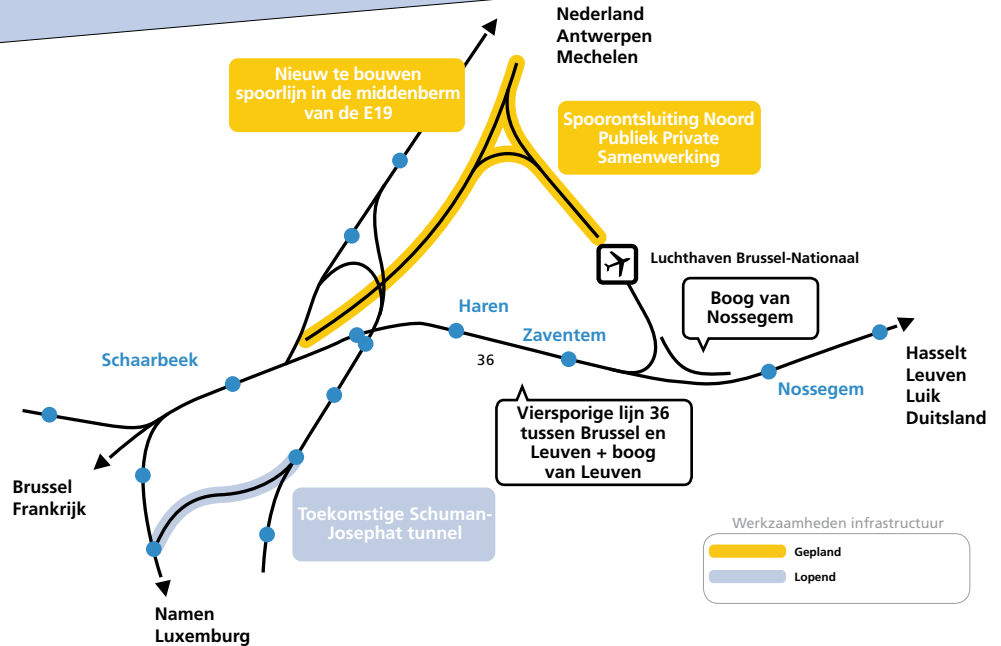 Nederland
Antwerpen
Mechelen
Nieuw te bouwen
spoorlijn in de middenberm
van de E19
Spoorontsluiting Noord
Publiek Private
Samenwerking
Luchthaven Brussel-Nationaal
Boog van
Nossegem
Haren
Zaventem
36
Schaarbeek
Nossegem
Hasselt
Leuven
Luik
Duitsland
Viersporige lijn 36
tussen Brussel en
Leuven + boog
van Leuven
Brussel
Frankrijk
Toekomstige Schuman-
Josephat tunnel
Werkzaamheden infrastructuur
Gepland
Lopend
Namen
Luxemburg